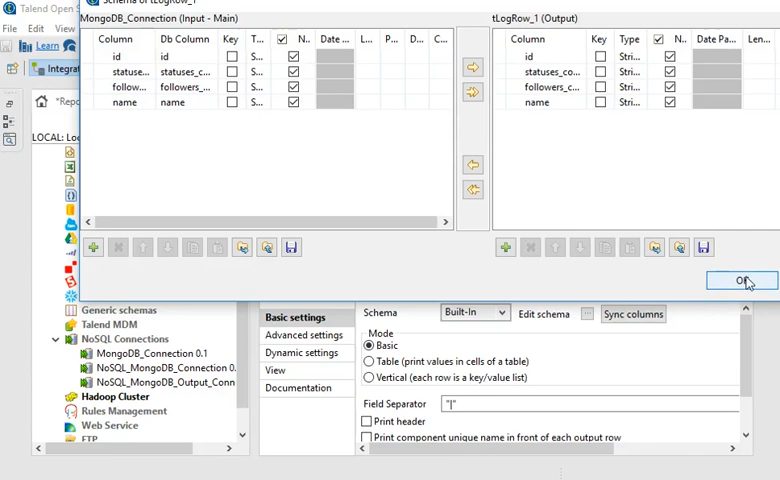 Talend Open S
Schema of tLogRow_1
File Edit
Learn
Integrat
*Repo
LOCAL: Loc
MongoDB_Connection (Input - Main)
Column Db Column Key T... N.. Date ... L... P... D... C...
id id S...
statuse... statuses_c... S...
follow... followers_... S...
name name S...
tLogRow_1 (Output)
Column Key Type N.. Date Pa... Len...
id Stri...
statuses_co... Stri...
followers_c... Stri...
name Stri...
Generic schemas
Talend MDM
NoSQL Connections
MongoDB_Connection 0.1
NoSQL_MongoDB_Connection 0.
NoSQL_MongoDB_Output_Conn
Hadoop Cluster
Rules Management
Web Service
FTP
Basic settings
Advanced settings
Dynamic settings
View
Documentation
Schema Built-In Edit schema ... Sync columns
Mode
Basic
Table (print values in cells of a table)
Vertical (each row is a key/value list)
Field Separator "|"
Print header
Print component unique name in front of each output row